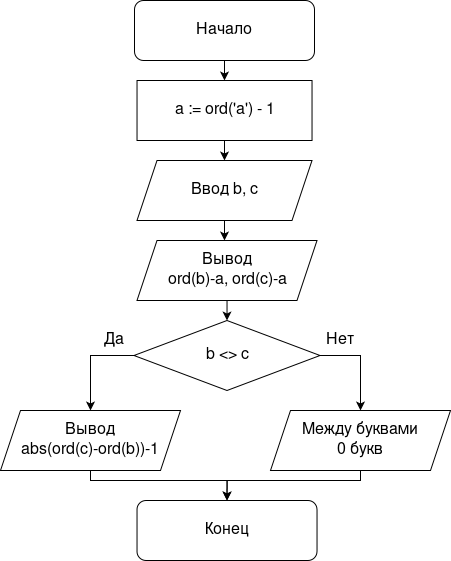 Начало
a := ord('a') - 1
Ввод b, c
Вывод
ord(b)-a, ord(c)-a
Да
Нет
b <> c
Вывод
abs(ord(c)-ord(b))-1
Между буквами
0 букв
Конец